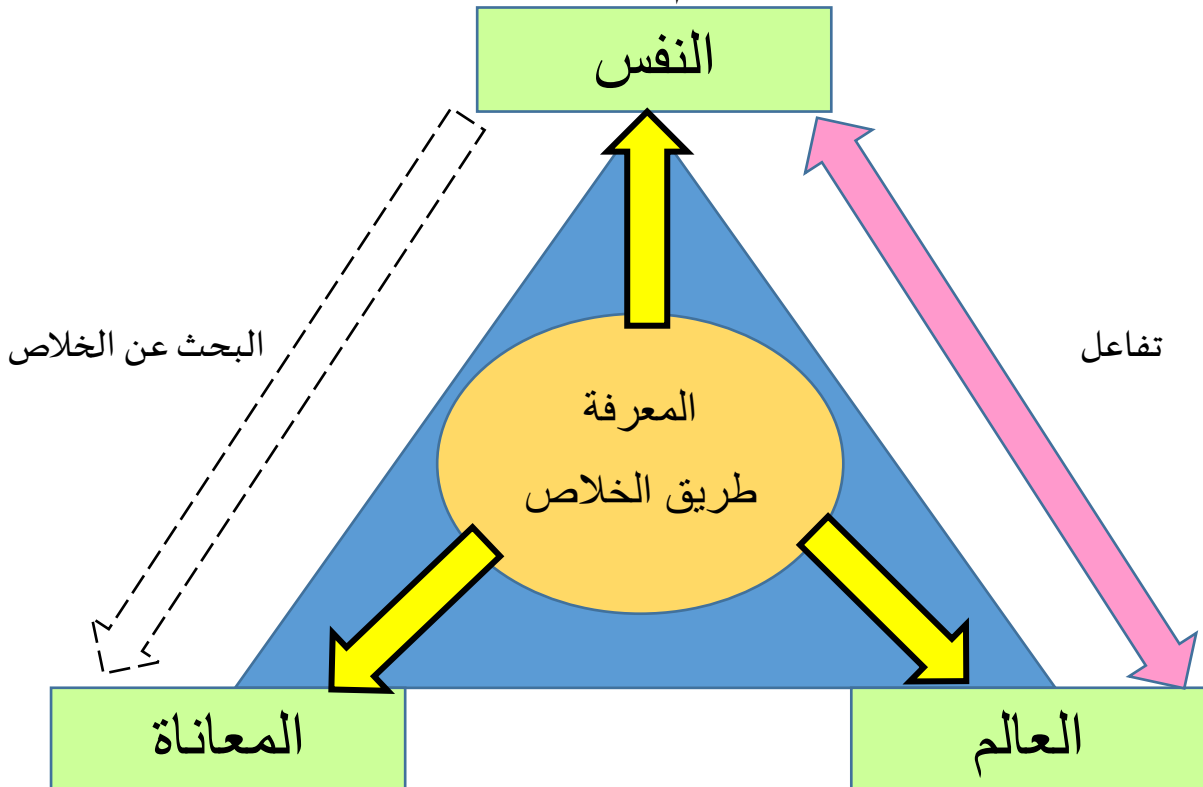 النفس
تفاعل
البحث عن الخلاص
المعرفة
طريق الخلاص
العالم
المعاناة